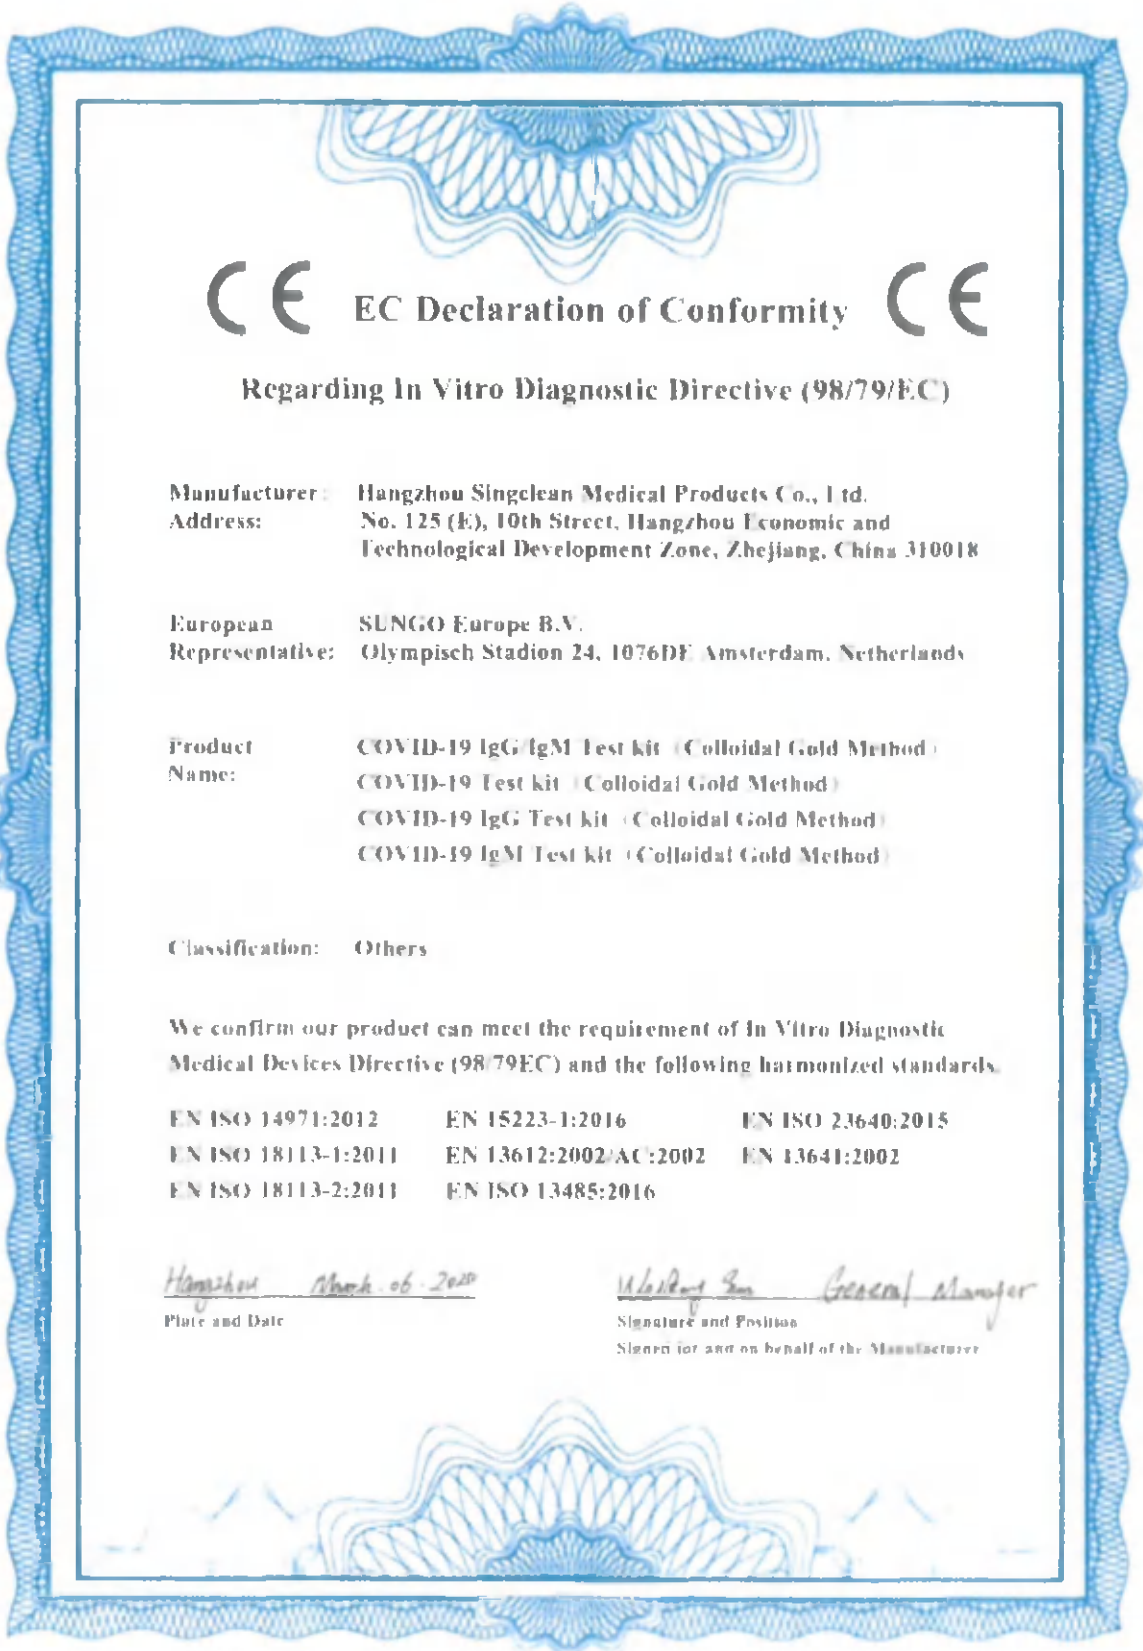 CE EC Declaration of Conformity CE
Regarding In Vitro Diagnostic Directive (98/79/EC)
Manufacturer: Hangzhou Singclean Medical Products Co., Ltd.
Address: No. 125 (E), 10th Street, Hangzhou Economic and
Technological Development Zone, Zhejiang, China 310018
European SUNGO Europe B.V.
Representative: Olympisch Stadion 24, 1076DE Amsterdam, Netherlands
Product COVID-19 IgG/IgM Test kit (Colloidal Gold Method)
Name:
COVID-19 Test kit (Colloidal Gold Method)
COVID-19 IgG Test kit (Colloidal Gold Method)
COVID-19 IgM Test kit (Colloidal Gold Method)
Classification: Others
We confirm our product can meet the requirement of In Vitro Diagnostic
Medical Devices Directive (98/79EC) and the following harmonized standards.
EN ISO 14971:2012 EN 15223-1:2016 EN ISO 23640:2015
EN ISO 18113-1:2011 EN 13612:2002/AC:2002 EN 13641:2002
EN ISO 18113-2:2011 EN ISO 13485:2016
Hangzhou March.06.2020 General Manager
Place and Date Signature and Position
Signed for and on behalf of the Manufacturer